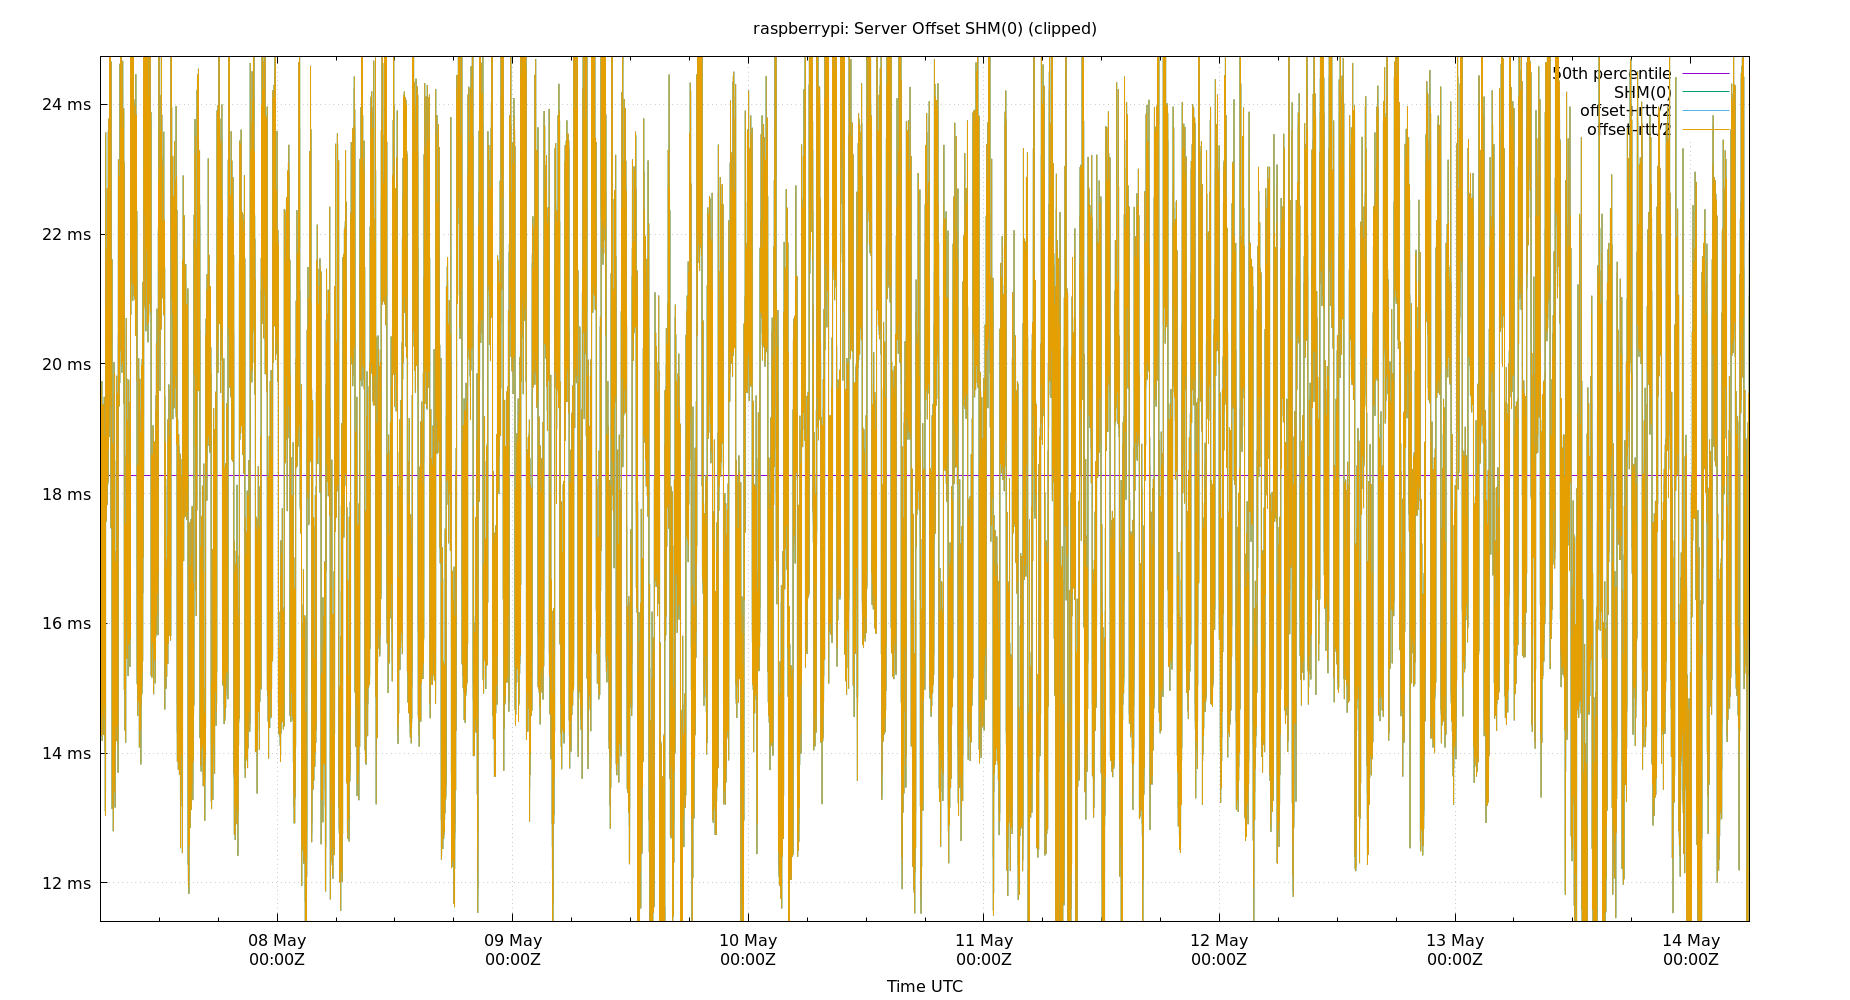 raspberrypi: Server Offset SHM(0) (clipped)
50th percentile
SHM(0)
offset+rtt/2
offset-rtt/2
24 ms
22 ms
20 ms
18 ms
16 ms
14 ms
12 ms
08 May
00:00Z
09 May
00:00Z
10 May
00:00Z
11 May
00:00Z
12 May
00:00Z
13 May
00:00Z
14 May
00:00Z
Time UTC